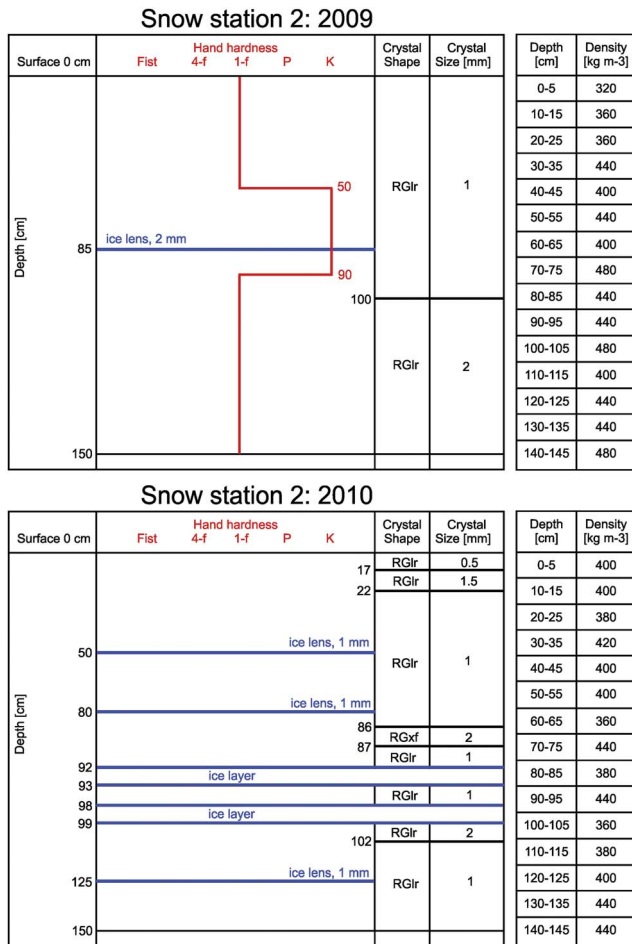 Snow station 2: 2009
Surface 0 cm
Hand hardness
Fist 4-f 1-f P K
Crystal Shape
Crystal Size [mm]
Depth [cm]
50
RGlr 1
85
ice lens, 2 mm
90
100
RGlr 2
150
Depth [cm] Density [kg m-3]
0-5 320
10-15 360
20-25 360
30-35 440
40-45 400
50-55 440
60-65 400
70-75 480
80-85 440
90-95 440
100-105 480
110-115 400
120-125 440
130-135 440
140-145 480
Snow station 2: 2010
Surface 0 cm
Hand hardness
Fist 4-f 1-f P K
Crystal Shape
Crystal Size [mm]
Depth [cm]
RGlr 0.5
17
RGlr 1.5
22
50
ice lens, 1 mm
RGlr 1
80
ice lens, 1 mm
86
RGxf 2
87
RGlr 1
92
ice layer
93
RGlr 1
98
ice layer
99
RGlr 2
102
125
ice lens, 1 mm
RGlr 1
150
Depth [cm] Density [kg m-3]
0-5 400
10-15 400
20-25 380
30-35 420
40-45 400
50-55 400
60-65 360
70-75 440
80-85 380
90-95 440
100-105 360
110-115 380
120-125 400
130-135 440
140-145 440